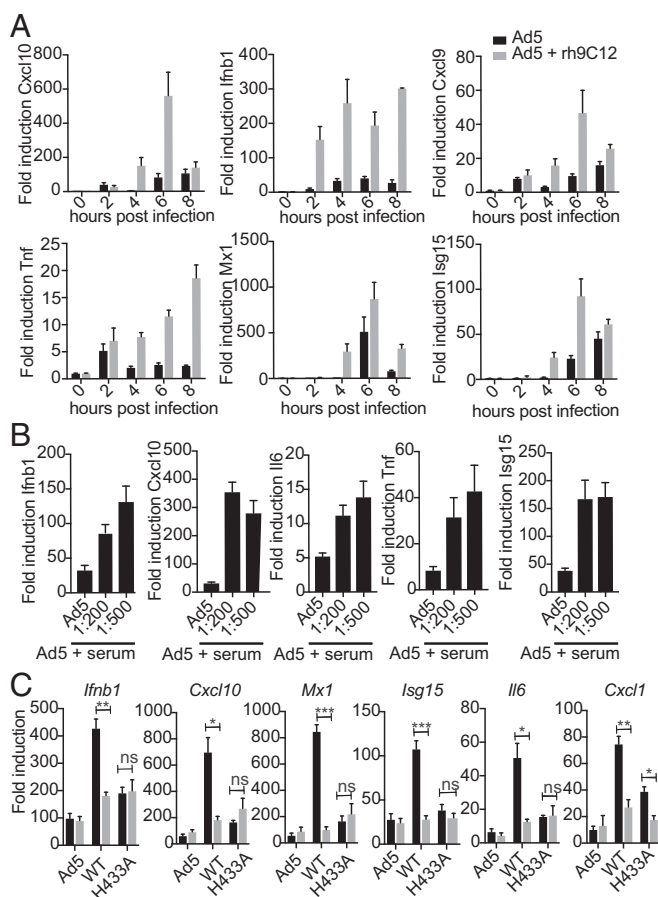 A
Ad5
Ad5 + rh9C12
Fold induction Cxcl10
800
600
400
200
0
0 2 4 6 8
hours post infection
Fold induction Ifnb1
400
300
200
100
0
0 2 4 6 8
hours post infection
Fold induction Cxcl9
80
60
40
20
0
0 2 4 6 8
hours post infection
Fold induction Tnf
25
20
15
10
5
0
0 2 4 6 8
hours post infection
Fold induction Mx1
1500
1000
500
0
0 2 4 6 8
hours post infection
Fold induction Isg15
150
100
50
0
0 2 4 6 8
hours post infection
B
Fold induction Ifnb1
200
150
100
50
0
Ad5 1:200 1:500
Ad5 + serum
Fold induction Cxcl10
500
400
300
200
100
0
Ad5 1:200 1:500
Ad5 + serum
Fold induction Il6
20
15
10
5
0
Ad5 1:200 1:500
Ad5 + serum
Fold induction Tnf
60
40
20
0
Ad5 1:200 1:500
Ad5 + serum
Fold induction Isg15
250
200
150
100
50
0
Ad5 1:200 1:500
Ad5 + serum
C
Fold induction
Ifnb1
500
400
300
200
100
0
**
ns
Ad5 WT H433A
Cxcl10
1000
800
600
400
200
0
*
ns
Ad5 WT H433A
Mx1
1000
800
600
400
200
0
***
ns
Ad5 WT H433A
Isg15
150
100
50
0
***
ns
Ad5 WT H433A
Il6
80
60
40
20
0
*
ns
Ad5 WT H433A
Cxcl1
100
80
60
40
20
0
**
*
Ad5 WT H433A